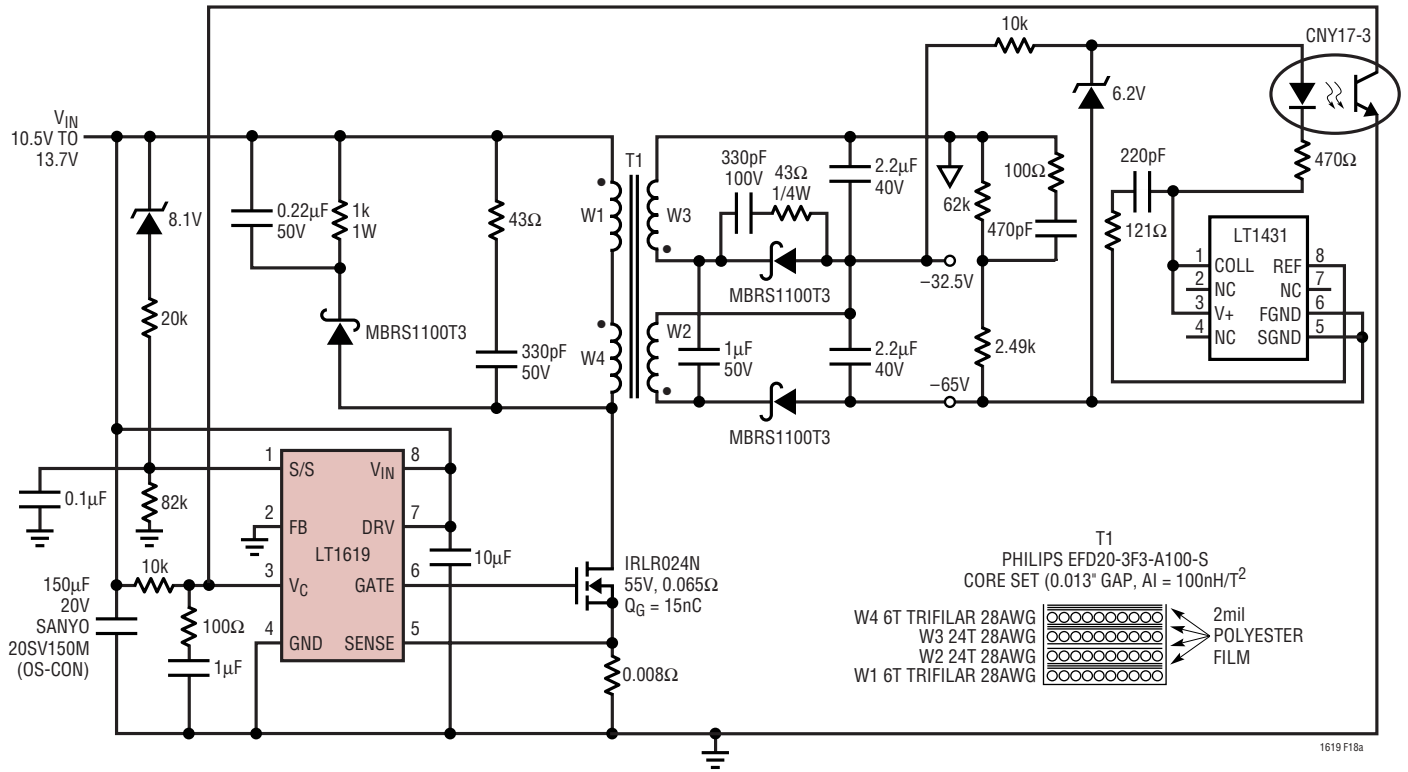 10k
CNY17-3
6.2V
V_IN
10.5V TO
13.7V
T1
330pF
100V
43Ω
1/4W
2.2µF
40V
220pF
470Ω
8.1V
0.22µF
50V
1k
1W
43Ω
W1
W3
62k
100Ω
470pF
121Ω
LT1431
1 COLL REF 8
2 NC NC 7
3 V+ FGND 6
4 NC SGND 5
MBRS1100T3
–32.5V
20k
MBRS1100T3
330pF
50V
W4
W2
1µF
50V
2.2µF
40V
2.49k
–65V
MBRS1100T3
1 S/S V_IN 8
2 FB DRV 7
LT1619
3 V_C GATE 6
4 GND SENSE 5
0.1µF
82k
10µF
10k
150µF
20V
SANYO
20SV150M
(OS-CON)
100Ω
1µF
IRLR024N
55V, 0.065Ω
Q_G = 15nC
0.008Ω
T1
PHILIPS EFD20-3F3-A100-S
CORE SET (0.013" GAP, Al = 100nH/T²
W4 6T TRIFILAR 28AWG
W3 24T 28AWG
W2 24T 28AWG
W1 6T TRIFILAR 28AWG
2mil
POLYESTER
FILM
1619 F18a